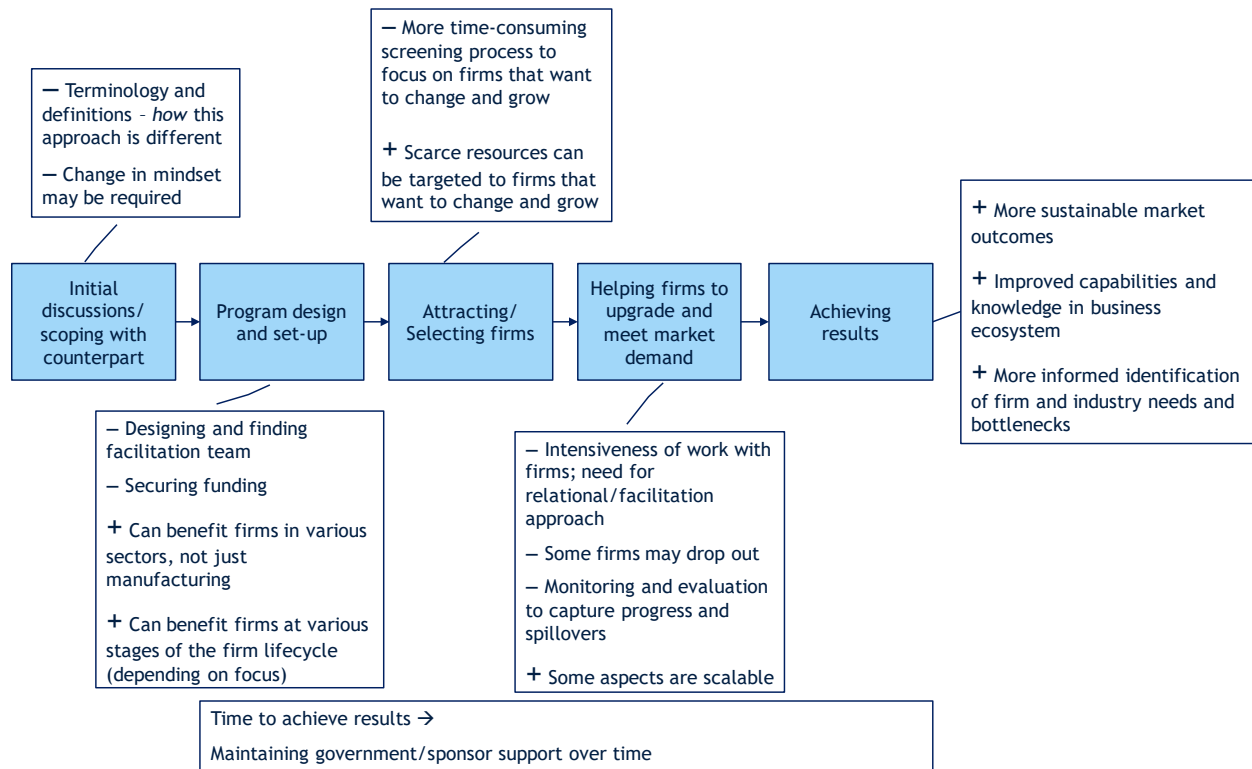 — More time-consuming
screening process to
focus on firms that want
to change and grow
+ Scarce resources can
be targeted to firms that
want to change and grow
— Terminology and
definitions – how this
approach is different
— Change in mindset
may be required
+ More sustainable market
outcomes
+ Improved capabilities and
knowledge in business
ecosystem
+ More informed identification
of firm and industry needs and
bottlenecks
Initial
discussions/
scoping with
counterpart
Program design
and set-up
Attracting/
Selecting firms
Helping firms to
upgrade and
meet market
demand
Achieving
results
— Designing and finding
facilitation team
— Securing funding
+ Can benefit firms in various
sectors, not just
manufacturing
+ Can benefit firms at various
stages of the firm lifecycle
(depending on focus)
— Intensiveness of work with
firms; need for
relational/facilitation
approach
— Some firms may drop out
— Monitoring and evaluation
to capture progress and
spillovers
+ Some aspects are scalable
Time to achieve results →
Maintaining government/sponsor support over time